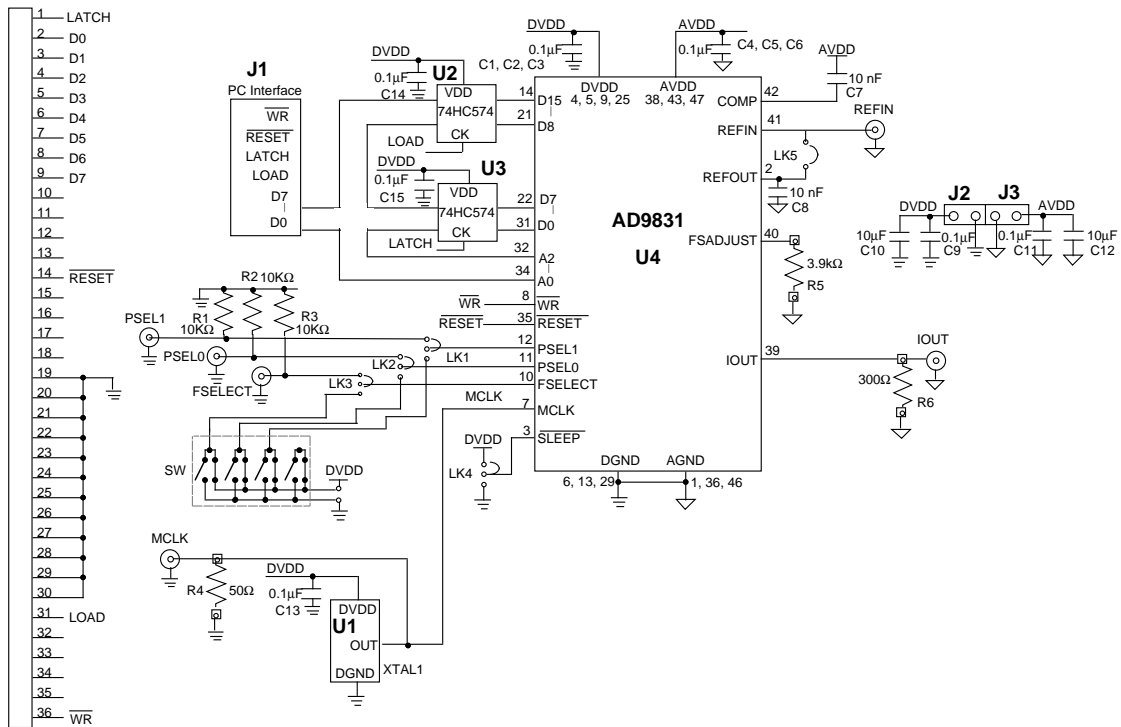 1 LATCH
2 D0
3 D1
4 D2
5 D3
6 D4
7 D5
8 D6
9 D7
10
11
12
13
14 RESET
15
16
17
18
19
20
21
22
23
24
25
26
27
28
29
30
31 LOAD
32
33
34
35
36 WR
J1
PC Interface
WR
RESET
LATCH
LOAD
D7
D0
DVDD
0.1µF
C14
U2
VDD
74HC574
CK
LOAD
DVDD
0.1µF
C15
U3
VDD
74HC574
CK
LATCH
DVDD
0.1µF
C1, C2, C3
AVDD
0.1µF
C4, C5, C6
DVDD
4, 5, 9, 25
AVDD
38, 43, 47
14 D15
21 D8
22 D7
31 D0
32 A2
34 A0
WR 8 WR
RESET 35 RESET
12 PSEL1
11 PSEL0
10 FSELECT
MCLK 7 MCLK
3 SLEEP
AD9831
U4
COMP 42
AVDD
10 nF
C7
REFIN 41
REFIN
LK5
REFOUT 2
10 nF
C8
FSADJUST 40
3.9kΩ
R5
IOUT 39
IOUT
300Ω
R6
DGND
6, 13, 29
AGND
1, 36, 46
J2 J3
DVDD
AVDD
10µF
C10
0.1µF
C9
0.1µF
C11
10µF
C12
R2 10KΩ
R1
10KΩ
R3
10KΩ
PSEL1
PSEL0
FSELECT
LK1
LK2
LK3
SW
DVDD
DVDD
LK4
MCLK
R4 50Ω
DVDD
0.1µF
C13
DVDD
U1
OUT
DGND
XTAL1